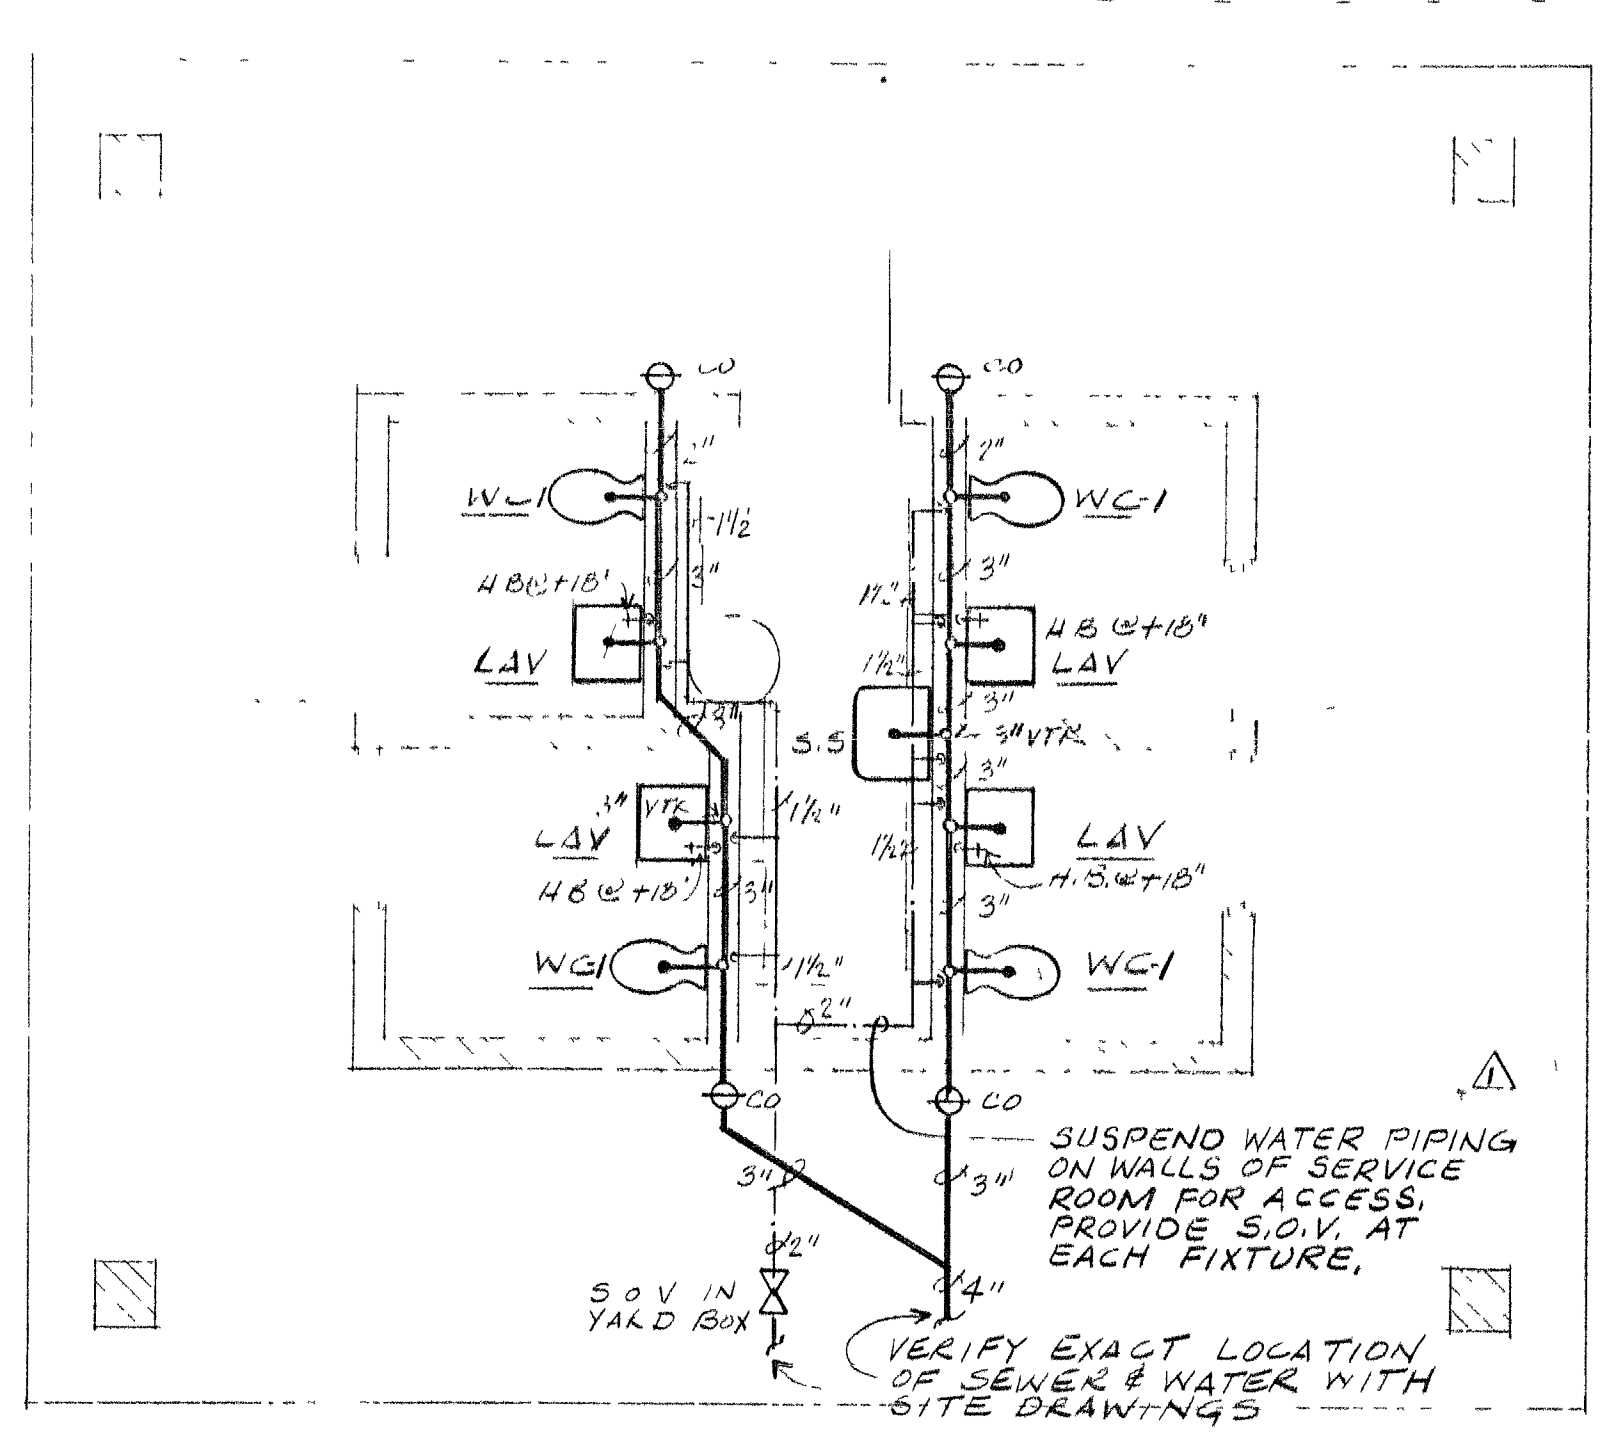 CO
CO
2"
2"
WC-1
WC-1
1½
3"
3"
HB@+18'
1½"
HB@+18"
LAV
1½"
LAV
3"
3"
S.S
3" VTR
3"
3" VTR
1½"
LAV
LAV
1½"
HB@+18'
3"
H.B.@+18"
3"
WC-1
1½"
WC-1
2"
CO
CO
1
SUSPEND WATER PIPING
ON WALLS OF SERVICE
ROOM FOR ACCESS.
PROVIDE S.O.V. AT
EACH FIXTURE.
3"
3"
2"
4"
S O V IN
YARD BOX
VERIFY EXACT LOCATION
OF SEWER & WATER WITH
SITE DRAWINGS